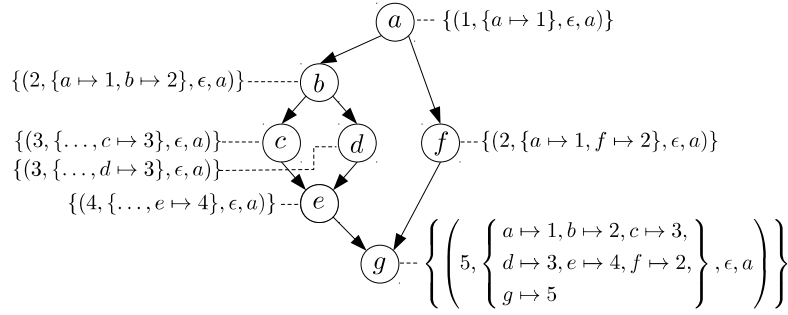 a
{(1, {a ↦ 1}, ϵ, a)}
{(2, {a ↦ 1, b ↦ 2}, ϵ, a)}
b
{(3, {..., c ↦ 3}, ϵ, a)}
c
d
f
{(2, {a ↦ 1, f ↦ 2}, ϵ, a)}
{(3, {..., d ↦ 3}, ϵ, a)}
{(4, {..., e ↦ 4}, ϵ, a)}
e
g
{(5, {a ↦ 1, b ↦ 2, c ↦ 3,
d ↦ 3, e ↦ 4, f ↦ 2,
g ↦ 5}, ϵ, a)}